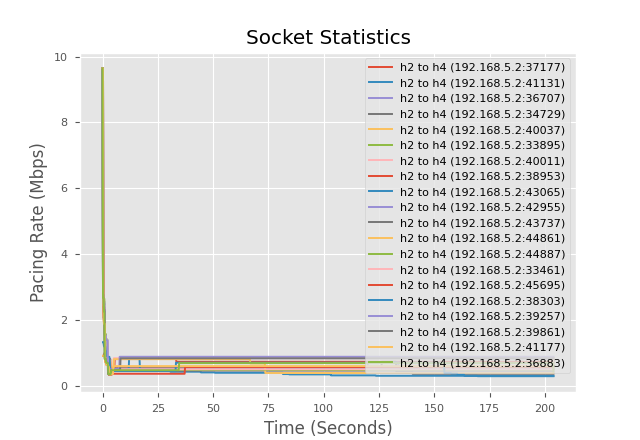 Socket Statistics
10
8
6
4
2
0
Pacing Rate (Mbps)
h2 to h4 (192.168.5.2:37177)
h2 to h4 (192.168.5.2:41131)
h2 to h4 (192.168.5.2:36707)
h2 to h4 (192.168.5.2:34729)
h2 to h4 (192.168.5.2:40037)
h2 to h4 (192.168.5.2:33895)
h2 to h4 (192.168.5.2:40011)
h2 to h4 (192.168.5.2:38953)
h2 to h4 (192.168.5.2:43065)
h2 to h4 (192.168.5.2:42955)
h2 to h4 (192.168.5.2:43737)
h2 to h4 (192.168.5.2:44861)
h2 to h4 (192.168.5.2:44887)
h2 to h4 (192.168.5.2:33461)
h2 to h4 (192.168.5.2:45695)
h2 to h4 (192.168.5.2:38303)
h2 to h4 (192.168.5.2:39257)
h2 to h4 (192.168.5.2:39861)
h2 to h4 (192.168.5.2:41177)
h2 to h4 (192.168.5.2:36883)
0 25 50 75 100 125 150 175 200
Time (Seconds)